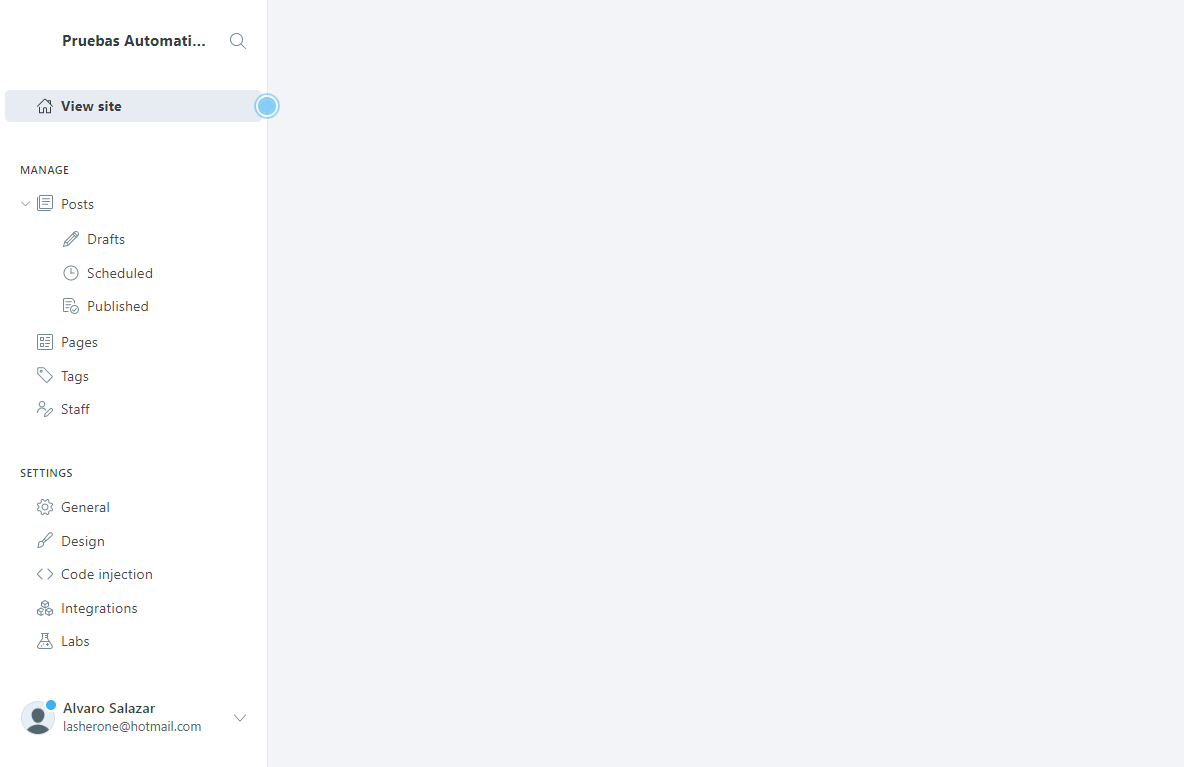 Pruebas Automati...
View site
MANAGE
Posts
Drafts
Scheduled
Published
Pages
Tags
Staff
SETTINGS
General
Design
Code injection
Integrations
Labs
Alvaro Salazar
lasherone@hotmail.com